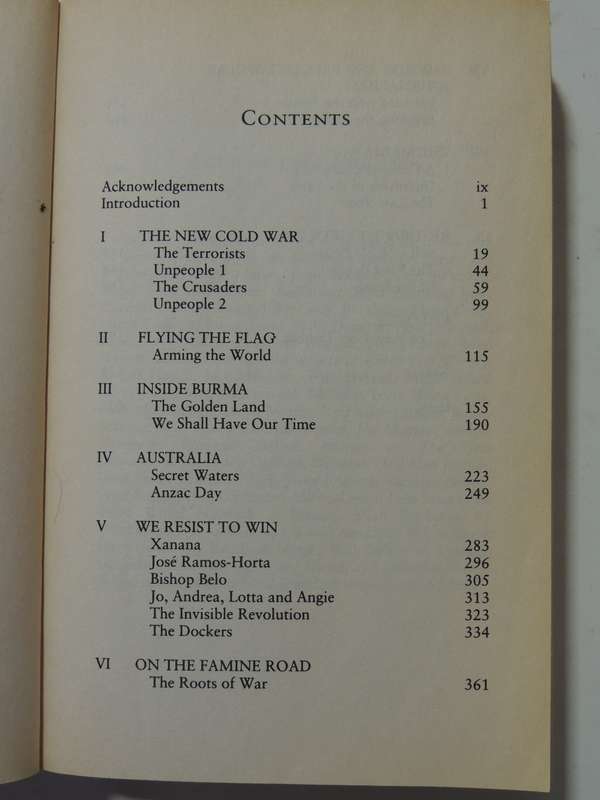 CONTENTS
Acknowledgements ix
Introduction 1
I THE NEW COLD WAR
The Terrorists 19
Unpeople 1 44
The Crusaders 59
Unpeople 2 99
II FLYING THE FLAG
Arming the World 115
III INSIDE BURMA
The Golden Land 155
We Shall Have Our Time 190
IV AUSTRALIA
Secret Waters 223
Anzac Day 249
V WE RESIST TO WIN
Xanana 283
José Ramos-Horta 296
Bishop Belo 305
Jo, Andrea, Lotta and Angie 313
The Invisible Revolution 323
The Dockers 334
VI ON THE FAMINE ROAD
The Roots of War 361